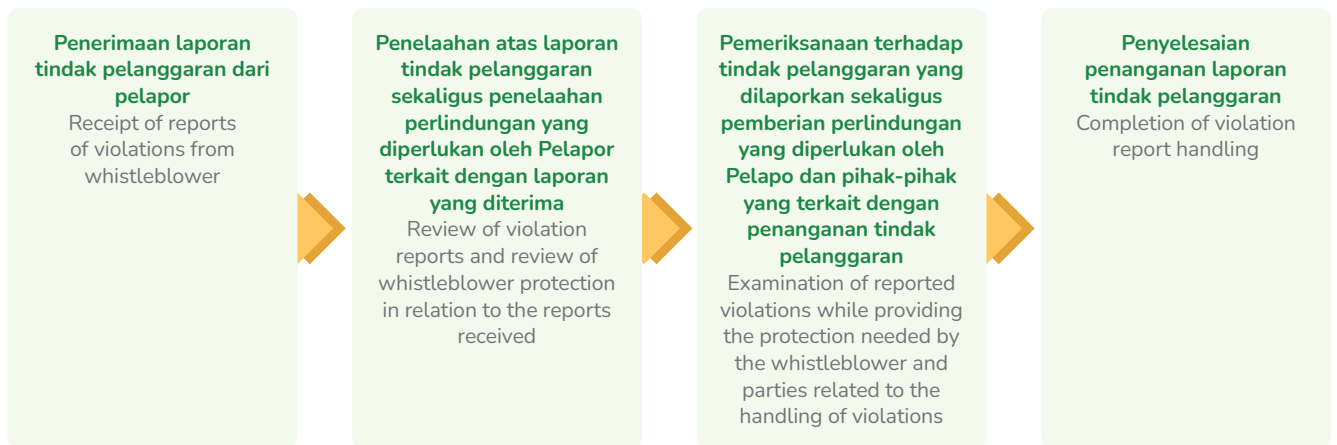 Penerimaan laporan
tindak pelanggaran dari
pelapor
Receipt of reports
of violations from
whistleblower
Penelaahan atas laporan
tindak pelanggaran
sekaligus penelaahan
perlindungan yang
diperlukan oleh Pelapor
terkait dengan laporan
yang diterima
Review of violation
reports and review of
whistleblower protection
in relation to the reports
received
Pemeriksanaan terhadap
tindak pelanggaran yang
dilaporkan sekaligus
pemberian perlindungan
yang diperlukan oleh
Pelapo dan pihak-pihak
yang terkait dengan
penanganan tindak
pelanggaran
Examination of reported
violations while providing
the protection needed by
the whistleblower and
parties related to the
handling of violations
Penyelesaian
penanganan laporan
tindak pelanggaran
Completion of violation
report handling